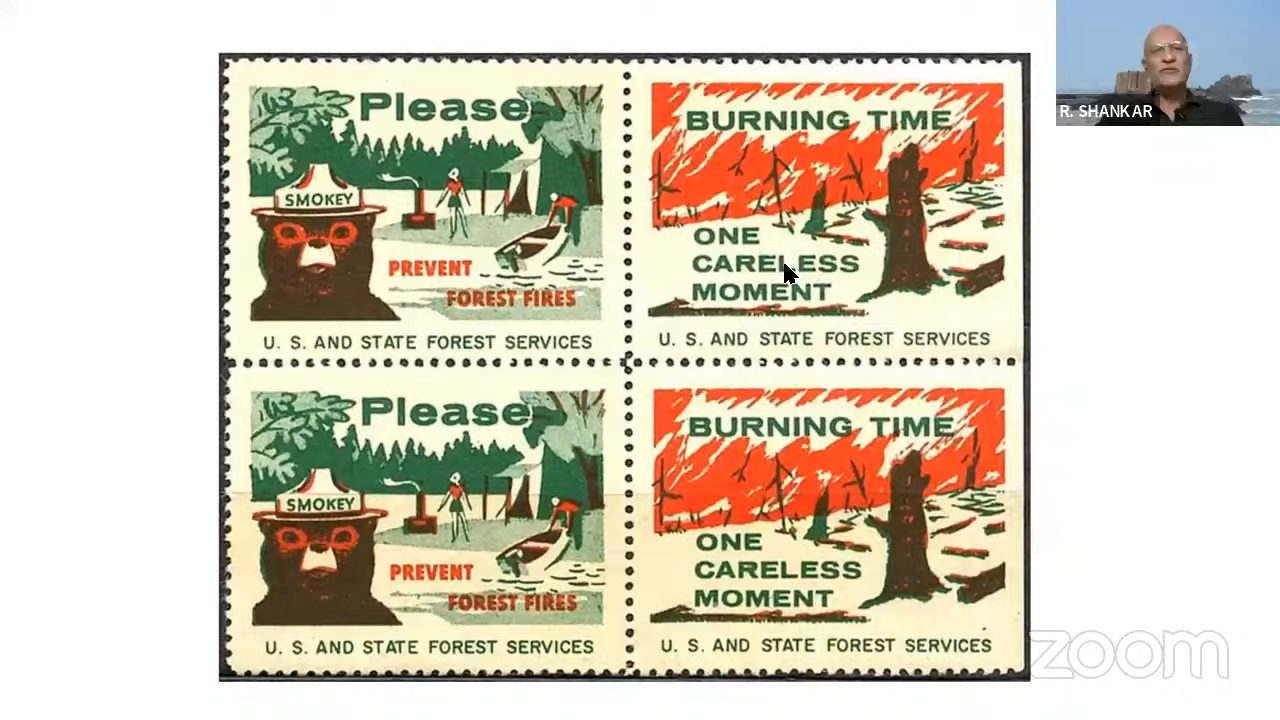 R. SHANKAR
Please
SMOKEY
PREVENT
FOREST FIRES
U. S. AND STATE FOREST SERVICES
BURNING TIME
ONE
CARELESS
MOMENT
U. S. AND STATE FOREST SERVICES
Please
SMOKEY
PREVENT
FOREST FIRES
U. S. AND STATE FOREST SERVICES
BURNING TIME
ONE
CARELESS
MOMENT
U. S. AND STATE FOREST SERVICES
zoom